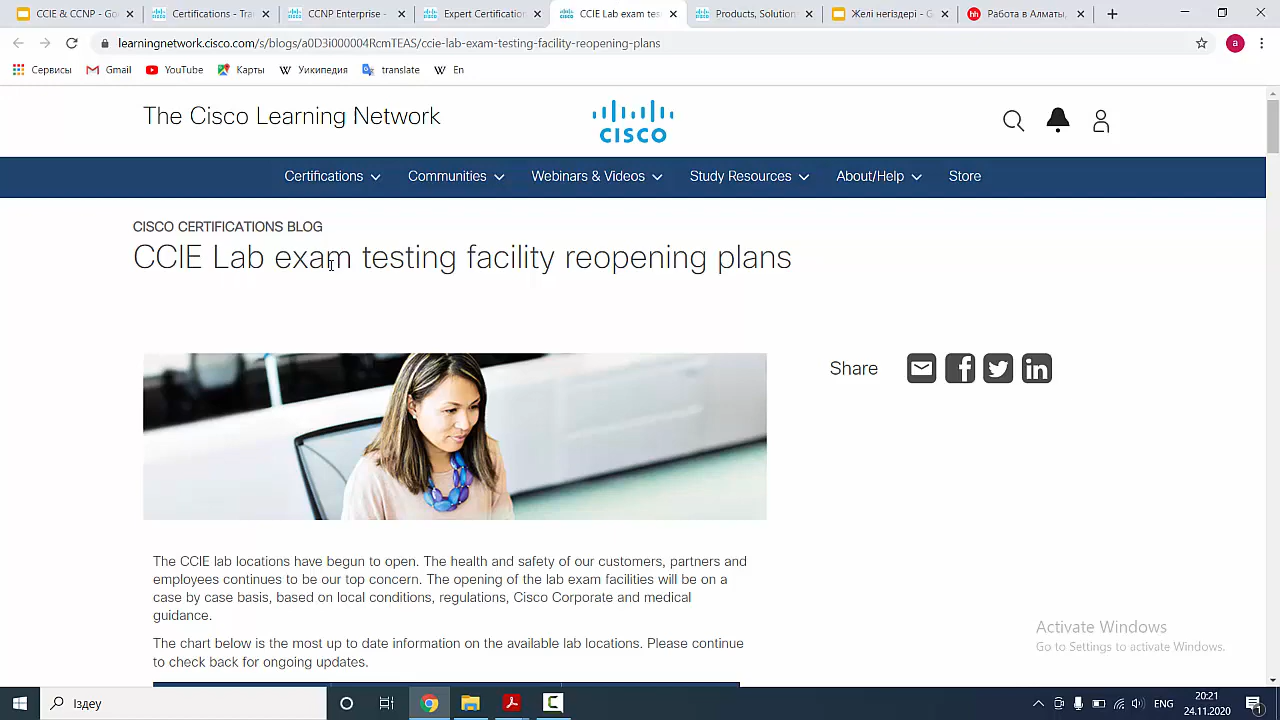 CCIE & CCNP - Go
Certifications - Tra
CCNP Enterprise -
Expert Certification
CCIE Lab exam tes
Products, Solution
Желі негіздері - G
hh Работа в Алматы,
learningnetwork.cisco.com/s/blogs/a0D3i000004RcmTEAS/ccie-lab-exam-testing-facility-reopening-plans
a
Сервисы Gmail YouTube Карты Уикипедия translate En
The Cisco Learning Network
CISCO
Certifications Communities Webinars & Videos Study Resources About/Help Store
CISCO CERTIFICATIONS BLOG
CCIE Lab exam testing facility reopening plans
Share
The CCIE lab locations have begun to open. The health and safety of our customers, partners and
employees continues to be our top concern. The opening of the lab exam facilities will be on a
case by case basis, based on local conditions, regulations, Cisco Corporate and medical
guidance.
The chart below is the most up to date information on the available lab locations. Please continue
to check back for ongoing updates.
Activate Windows
Go to Settings to activate Windows.
Іздеу
ENG
20:21
24.11.2020
1